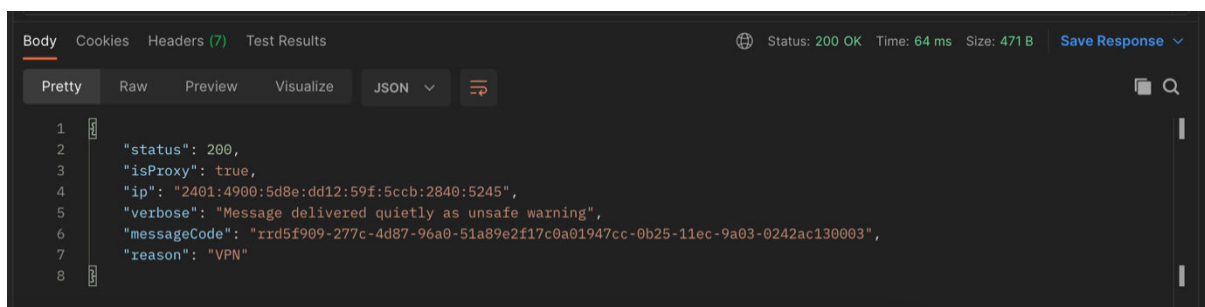 Body Cookies Headers (7) Test Results Status: 200 OK Time: 64 ms Size: 471 B Save Response
Pretty Raw Preview Visualize JSON
1 {
2 "status": 200,
3 "isProxy": true,
4 "ip": "2401:4900:5d8e:dd12:59f:5ccb:2840:5245",
5 "verbose": "Message delivered quietly as unsafe warning",
6 "messageCode": "rrd5f909-277c-4d87-96a0-51a89e2f17c0a01947cc-0b25-11ec-9a03-0242ac130003",
7 "reason": "VPN"
8 }